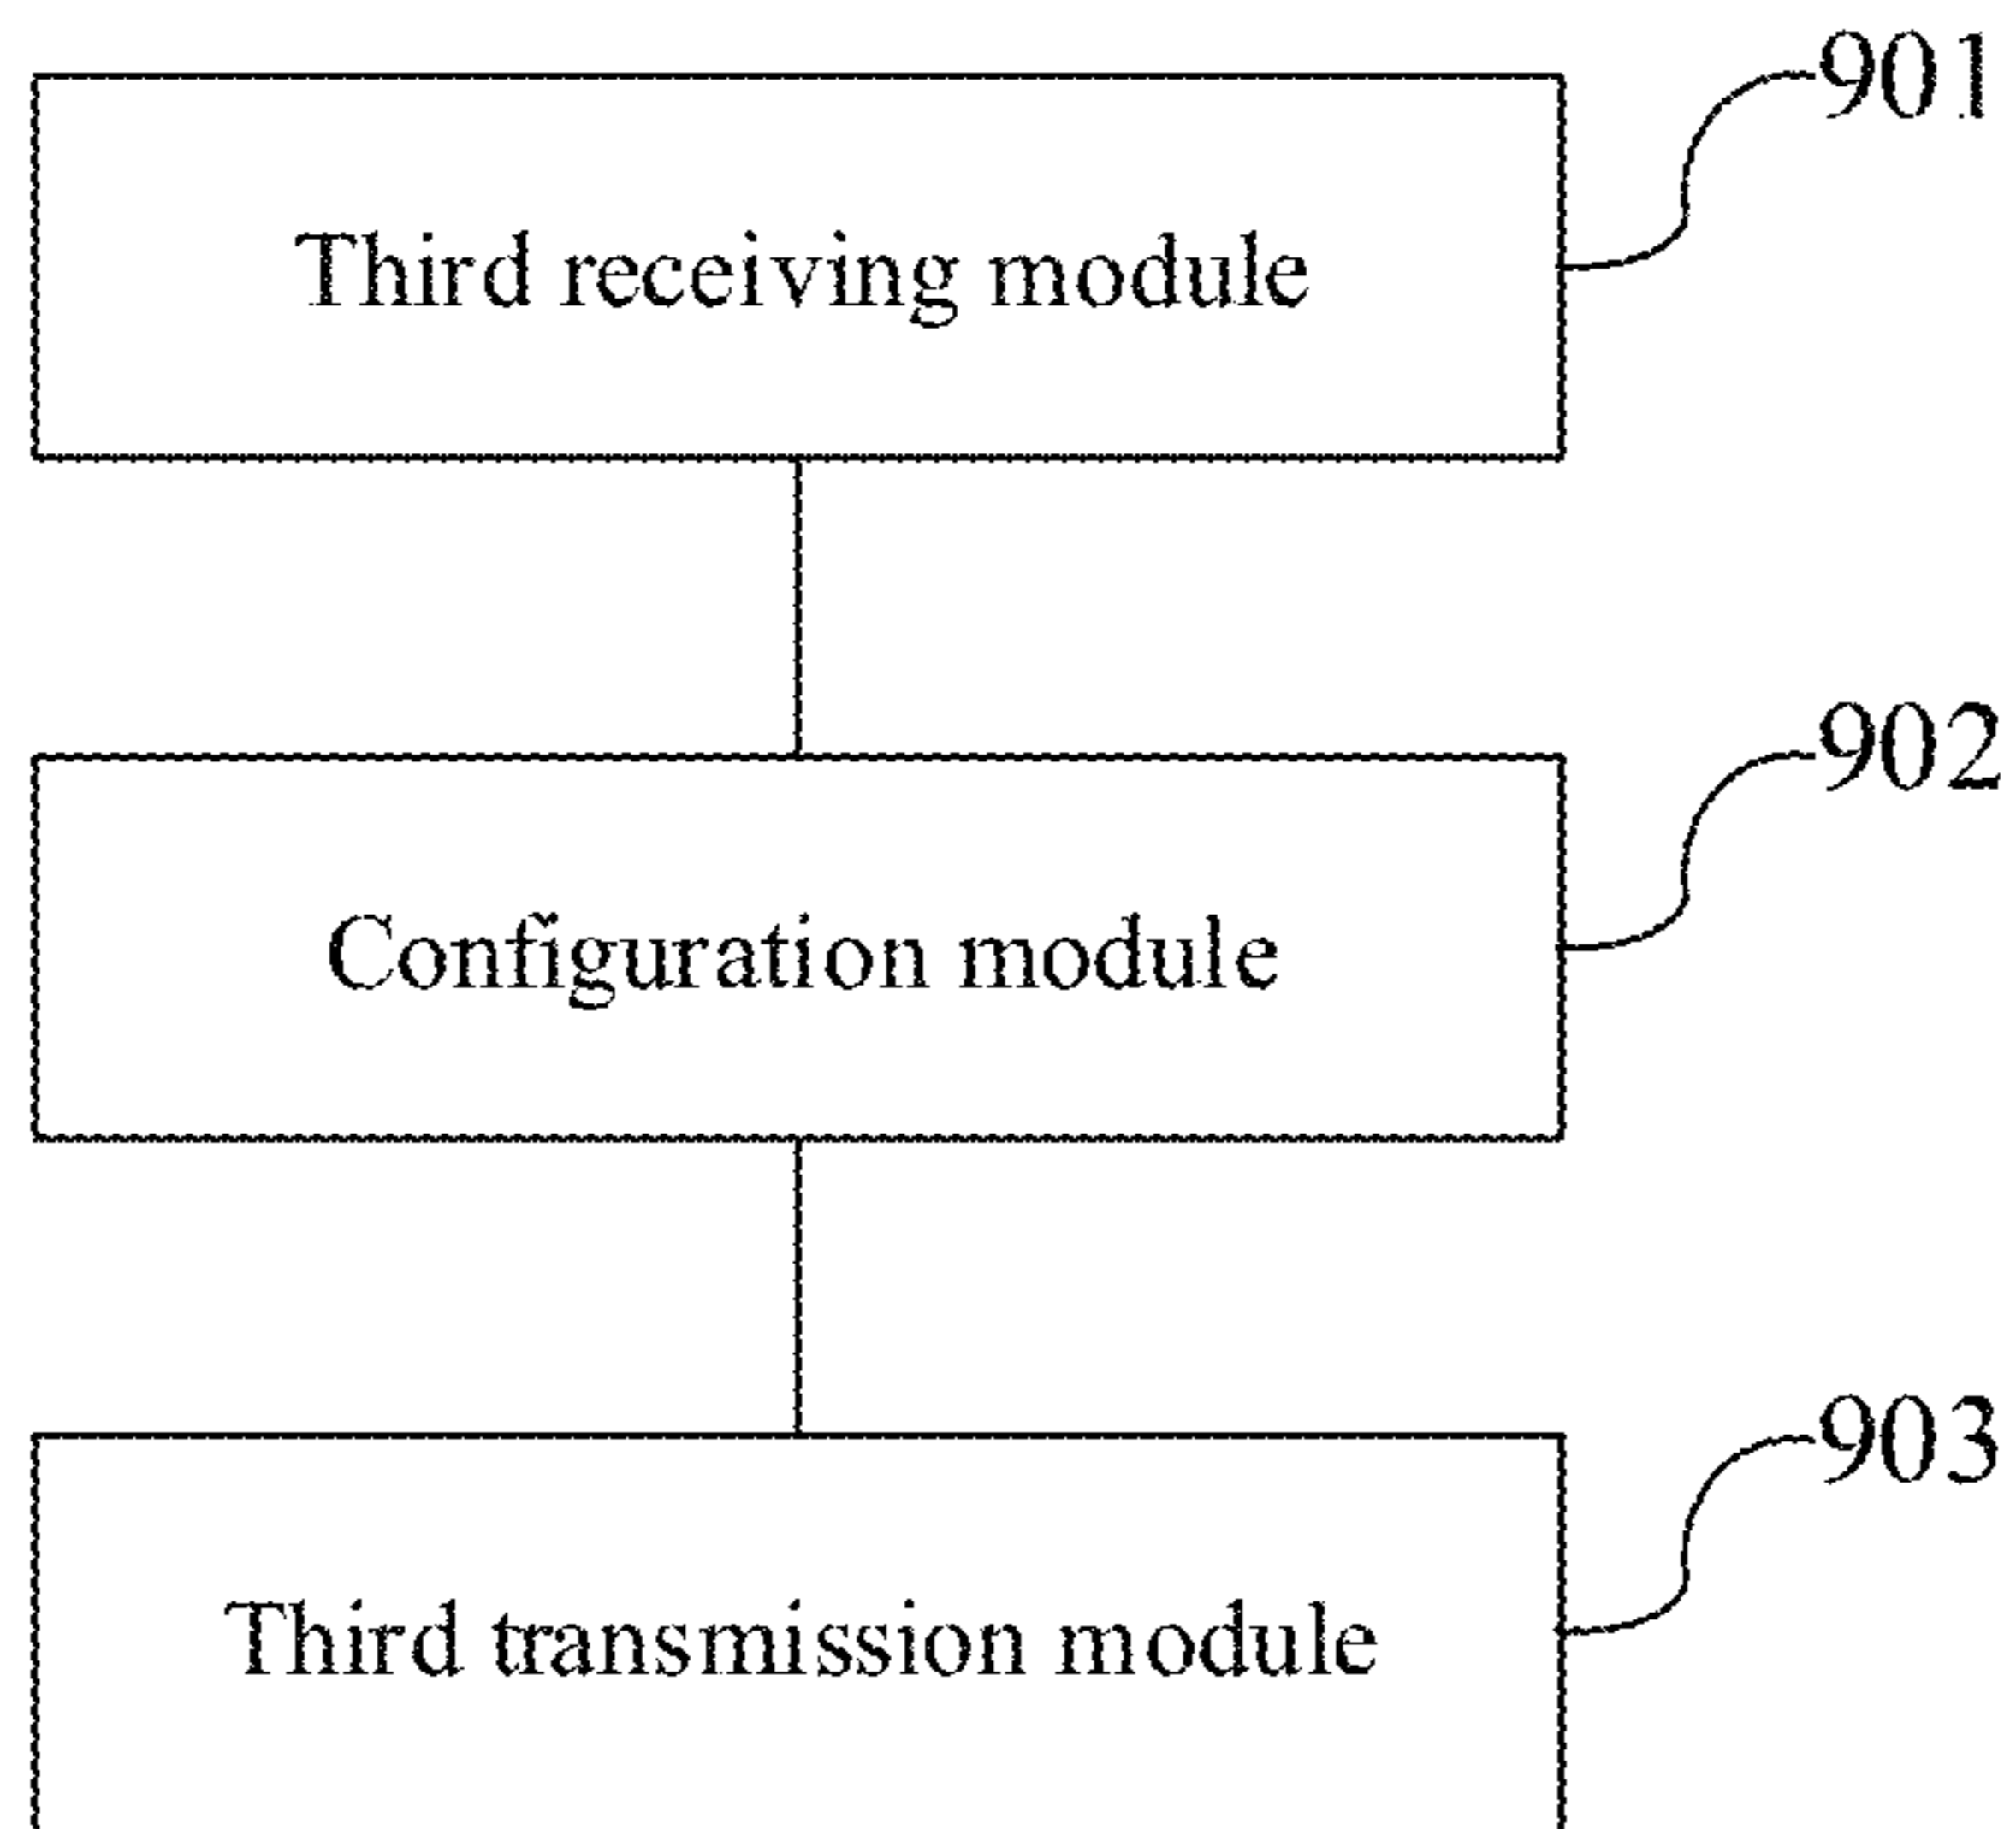 901
Third receiving module
902
Configuration module
903
Third transmission module